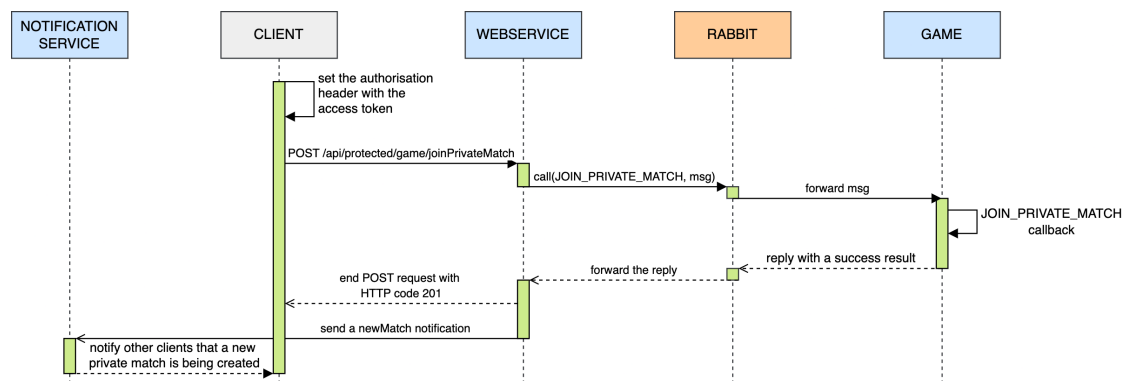 NOTIFICATION
SERVICE
CLIENT
WEBSERVICE
RABBIT
GAME
set the authorisation
header with the
access token
POST /api/protected/game/joinPrivateMatch
call(JOIN_PRIVATE_MATCH, msg)
forward msg
JOIN_PRIVATE_MATCH
callback
reply with a success result
forward the reply
end POST request with
HTTP code 201
send a newMatch notification
notify other clients that a new
private match is being created